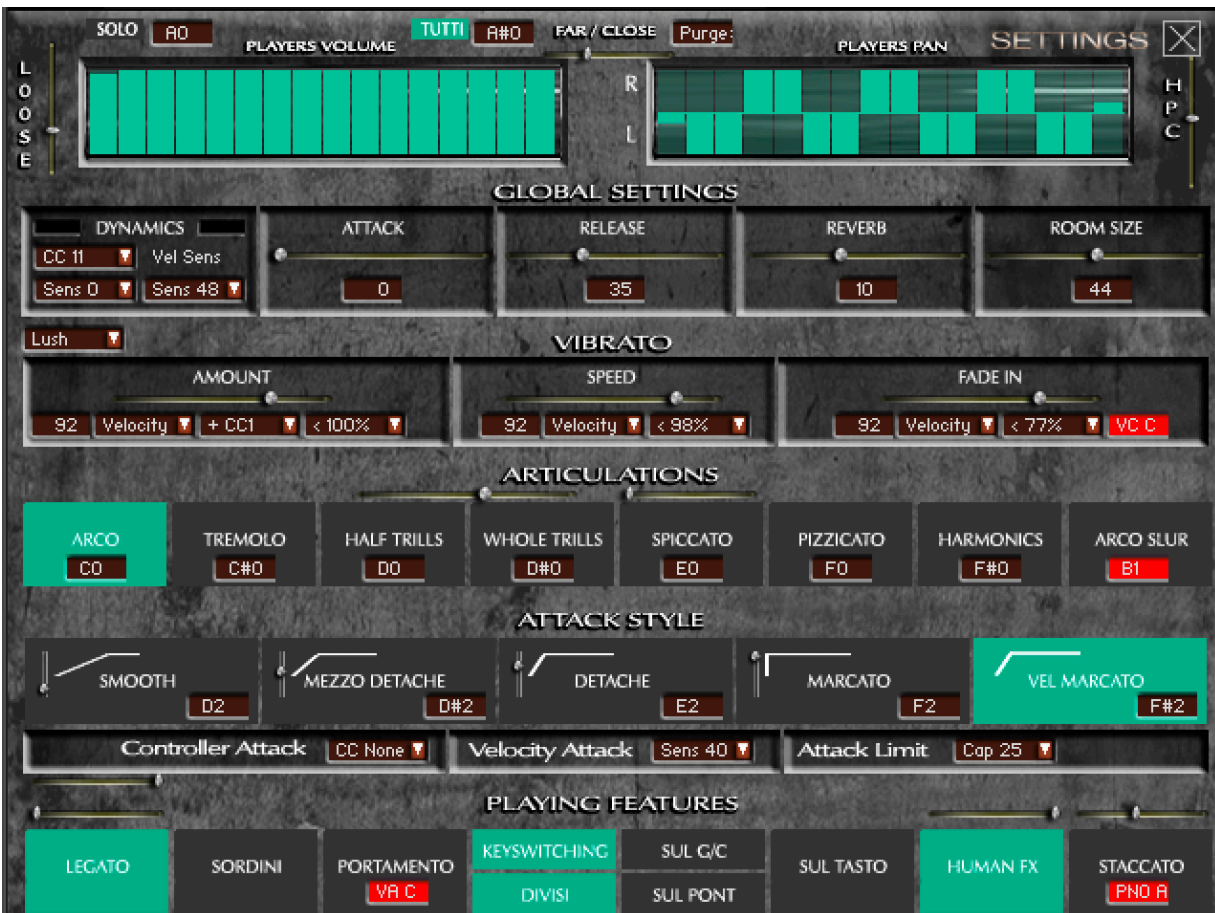 SOLO A0 TUTTI A#0 FAR / CLOSE Purge:
PLAYERS VOLUME PLAYERS PAN SETTINGS X
LOOSE
R
L
HPC
GLOBAL SETTINGS
DYNAMICS ATTACK RELEASE REVERB ROOM SIZE
CC 11 Vel Sens
Sens 0 Sens 48 0 35 10 44
Lush VIBRATO
AMOUNT SPEED FADE IN
92 Velocity + CC1 < 100% 92 Velocity < 98% 92 Velocity < 77% VC C
ARTICULATIONS
ARCO TREMOLO HALF TRILLS WHOLE TRILLS SPICCATO PIZZICATO HARMONICS ARCO SLUR
C0 C#0 D0 D#0 E0 F0 F#0 B1
ATTACK STYLE
SMOOTH MEZZO DETACHE DETACHE MARCATO VEL MARCATO
D2 D#2 E2 F2 F#2
Controller Attack CC None Velocity Attack Sens 40 Attack Limit Cap 25
PLAYING FEATURES
LEGATO SORDINI PORTAMENTO KEYSWITCHING SUL G/C SUL TASTO HUMAN FX STACCATO
VA C DIVISI SUL PONT PNO A